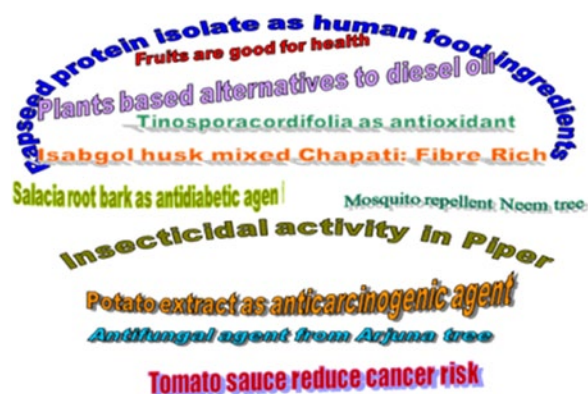 Rapseed protein isolate as human food ingredients
Fruits are good for health
Plants based alternatives to diesel oil
Tinosporacordifolia as antioxidant
Isabgol husk mixed Chapati: Fibre Rich
Salacia root bark as antidiabetic agen
Mosquito repellent Neem tree
Insecticidal activity in Piper
Potato extract as anticarcinogenic agent
Antifungal agent from Arjuna tree
Tomato sauce reduce cancer risk